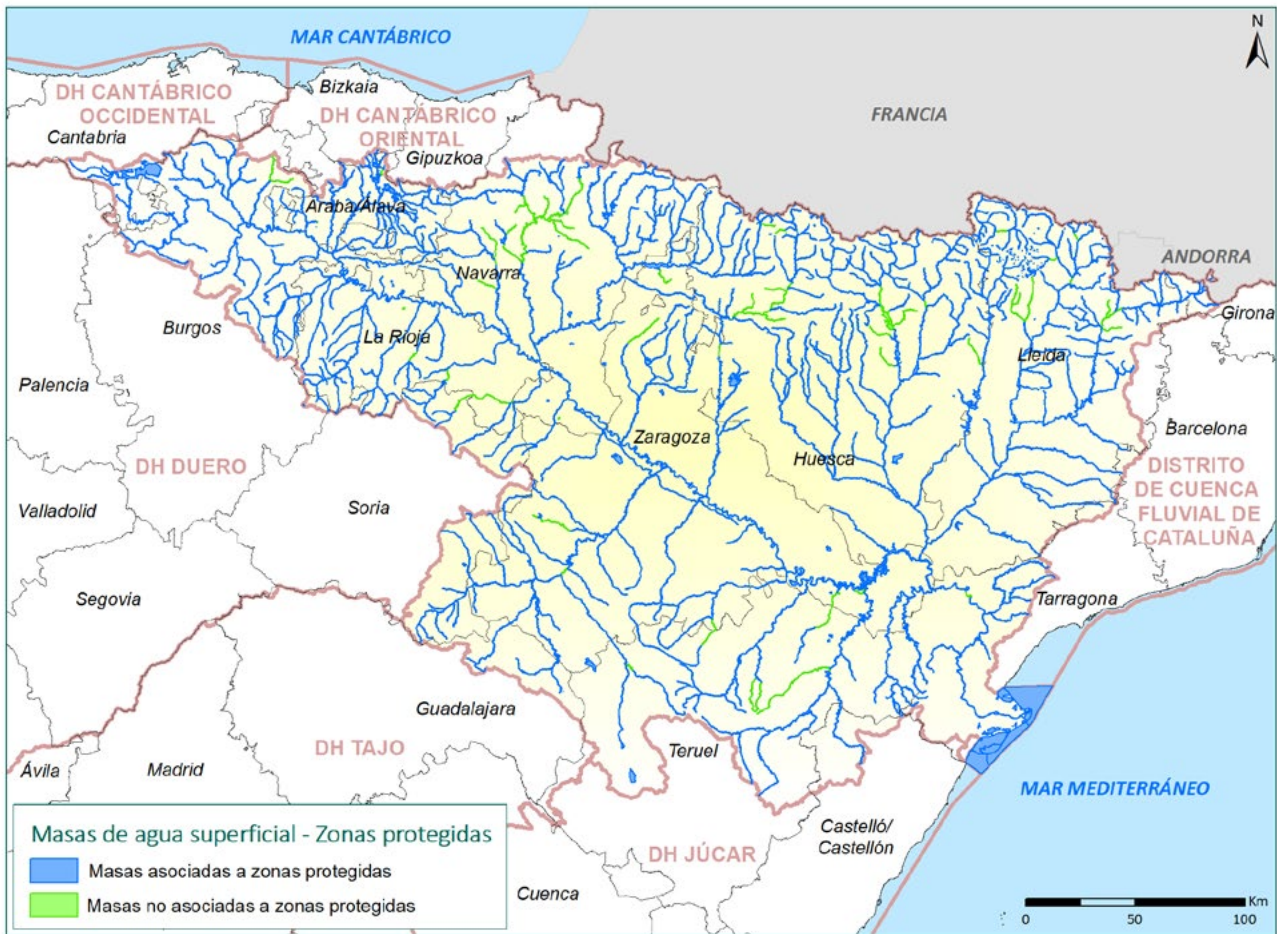 MAR CANTÁBRICO
N
DH CANTÁBRICO
OCCIDENTAL
Bizkaia
DH CANTÁBRICO
ORIENTAL
FRANCIA
Cantabria
Gipuzkoa
Araba/Álava
ANDORRA
Navarra
Girona
Burgos
La Rioja
Lleida
Palencia
Zaragoza
Barcelona
Huesca
DH DUERO
DISTRITO
DE CUENCA
FLUVIAL DE
CATALUÑA
Valladolid
Soria
Segovia
Tarragona
Guadalajara
DH TAJO
Teruel
Ávila
Madrid
MAR MEDITERRÁNEO
Castelló/
Castellón
DH JÚCAR
Cuenca
Masas de agua superficial - Zonas protegidas
Masas asociadas a zonas protegidas
Masas no asociadas a zonas protegidas
Km
0 50 100